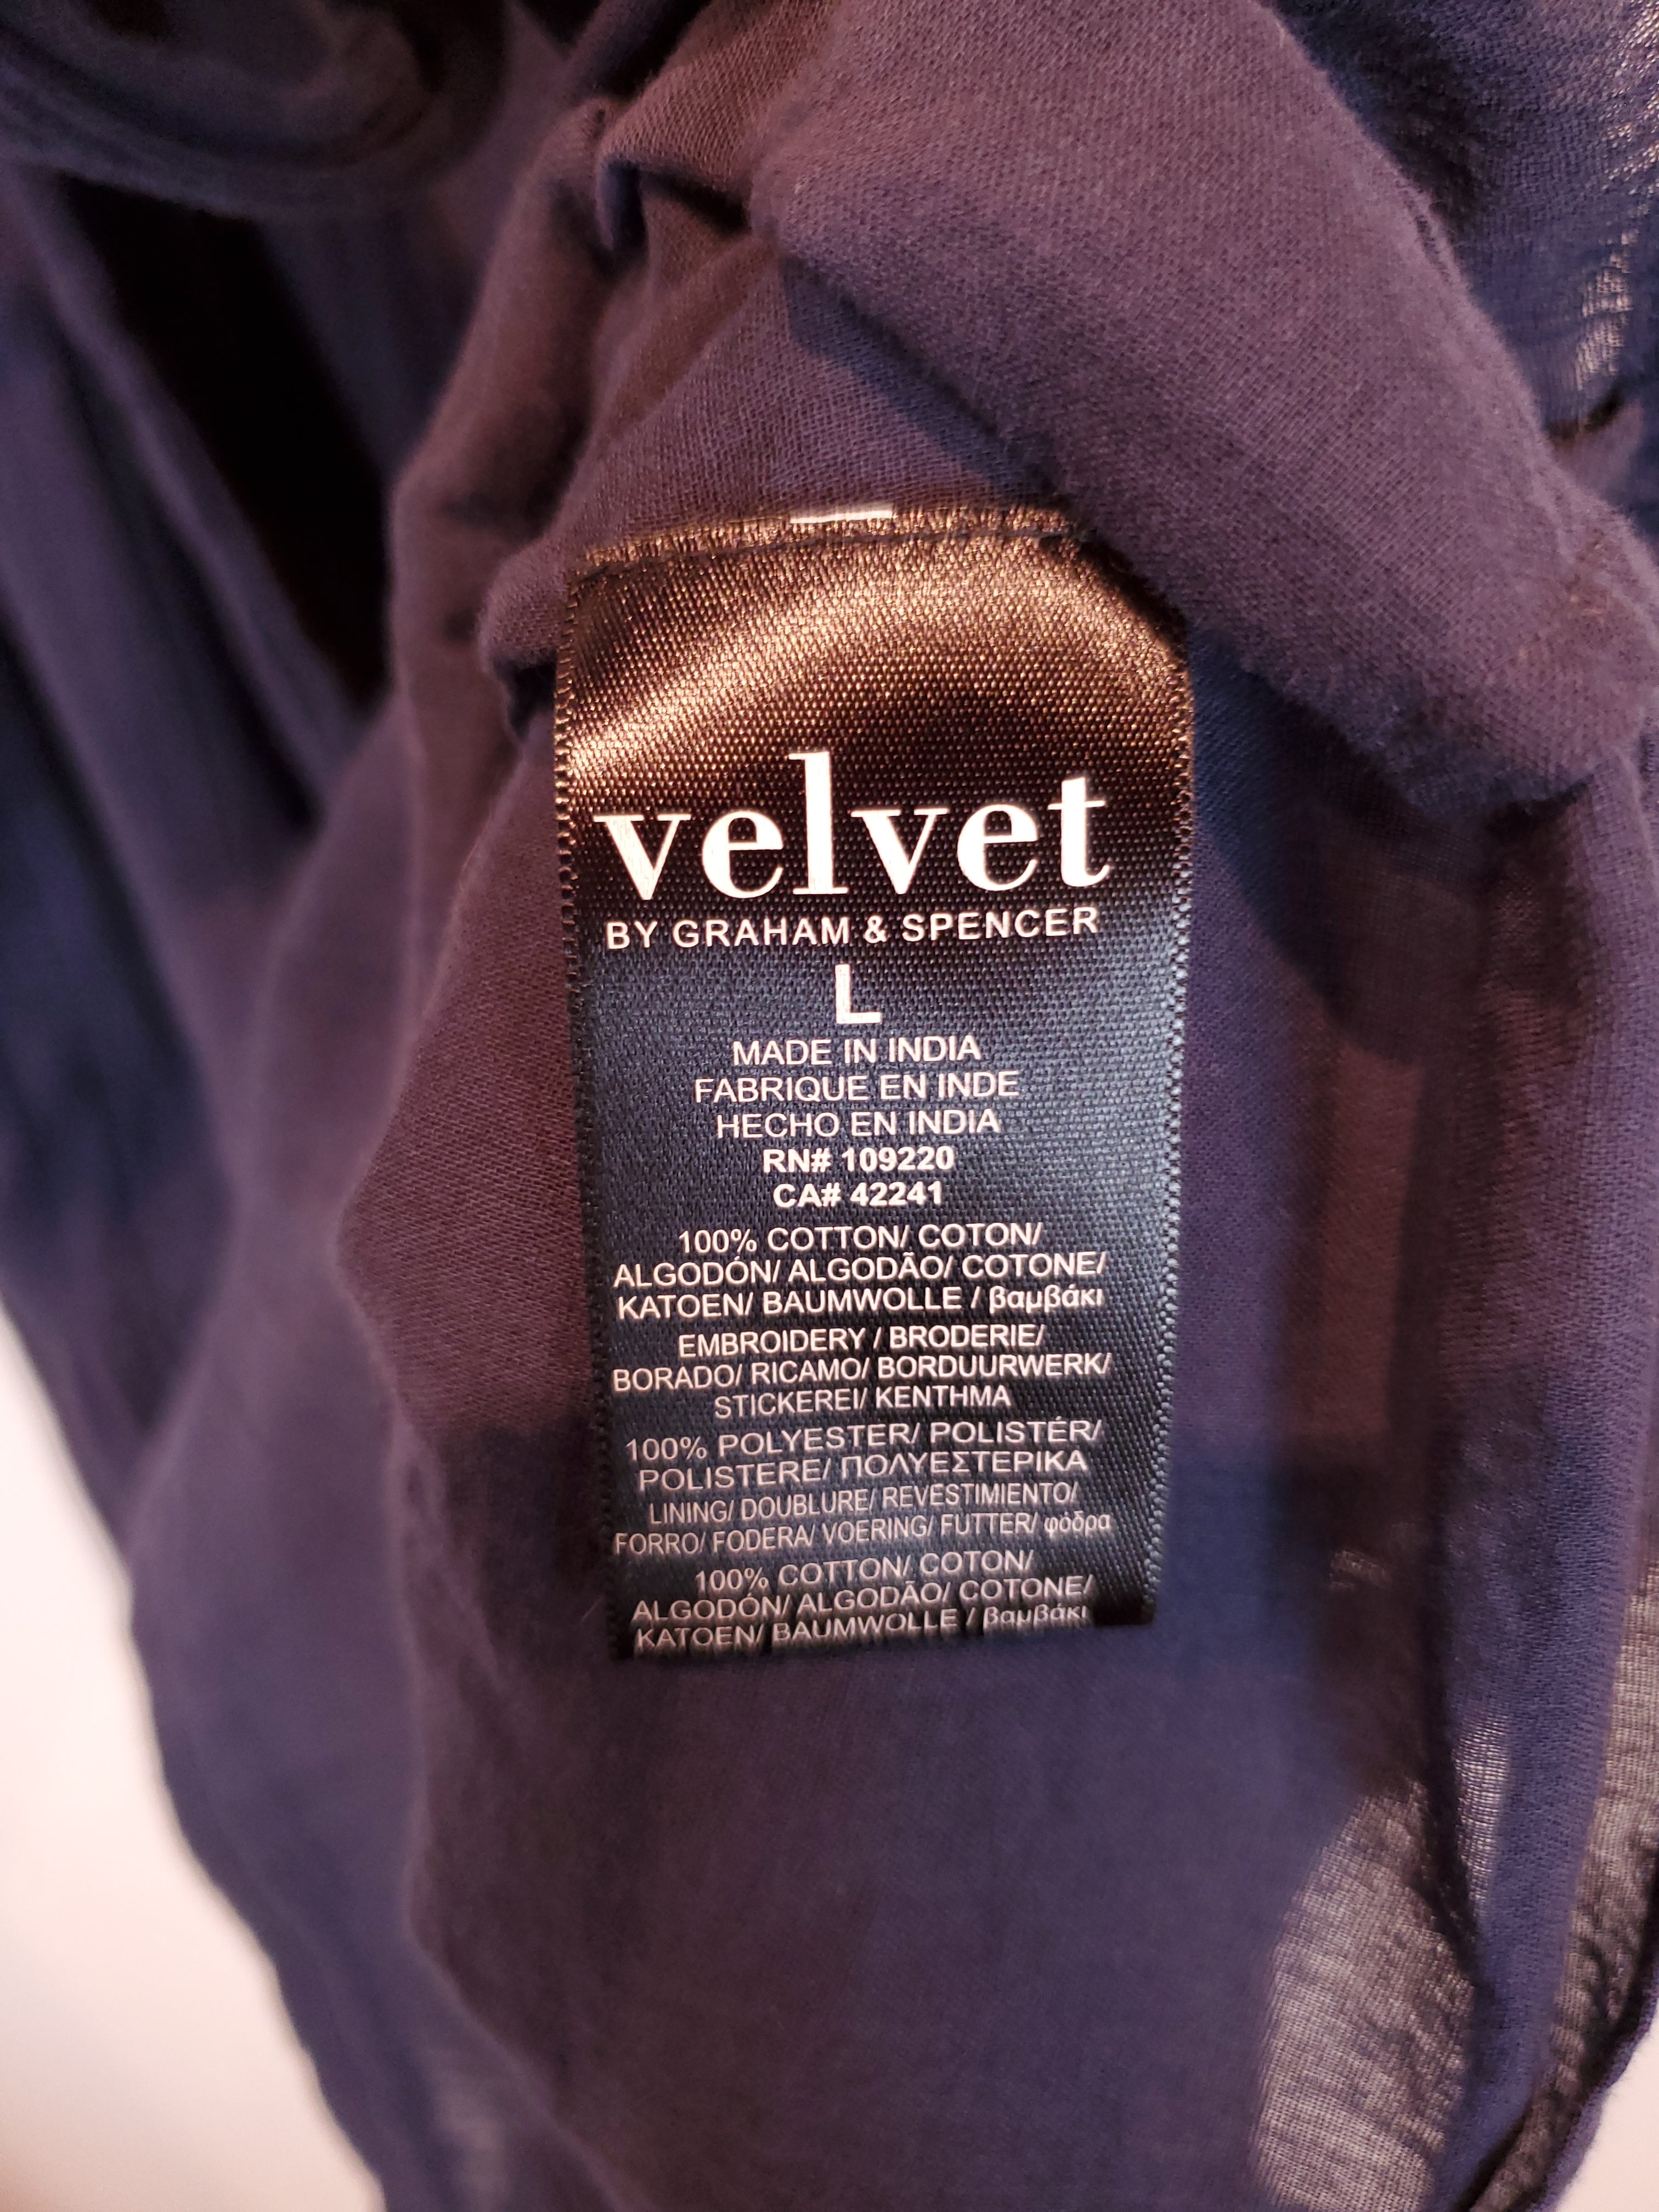 velvet
BY GRAHAM & SPENCER
L
MADE IN INDIA
FABRIQUE EN INDE
HECHO EN INDIA
RN# 109220
CA# 42241
100% COTTON/ COTON/
ALGODÓN/ ALGODÃO/ COTONE/
KATOEN/ BAUMWOLLE / βαμβάκι
EMBROIDERY / BRODERIE/
BORADO/ RICAMO/ BORDUURWERK/
STICKEREI/ ΚΕΝΤΗΜΑ
100% POLYESTER/ POLISTÉR/
POLISTERE/ ΠΟΛΥΕΣΤΕΡΙΚΑ
LINING/ DOUBLURE/ REVESTIMIENTO/
FORRO/ FODERA/ VOERING/ FUTTER/ φόδρα
100% COTTON/ COTON/
ALGODÓN/ ALGODÃO/ COTONE/
KATOEN/ BAUMWOLLE / βαμβάκι